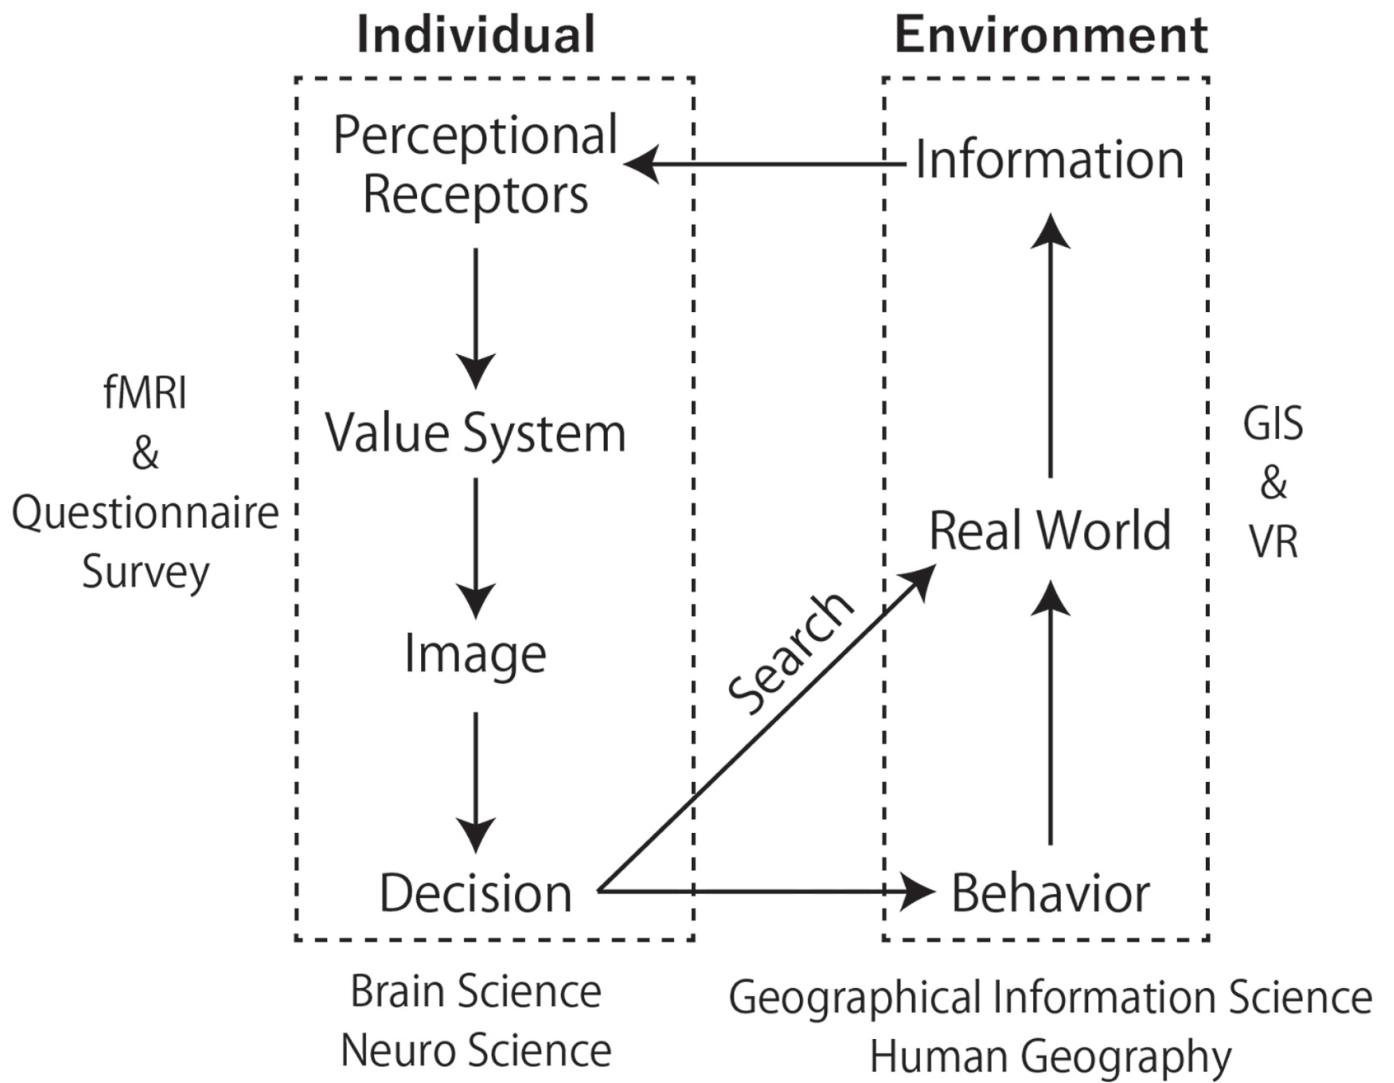 Individual
Environment
Perceptional
Receptors
Information
Value System
fMRI
&
Questionnaire
Survey
GIS
&
VR
Real World
Search
Image
Decision
Behavior
Brain Science
Neuro Science
Geographical Information Science
Human Geography